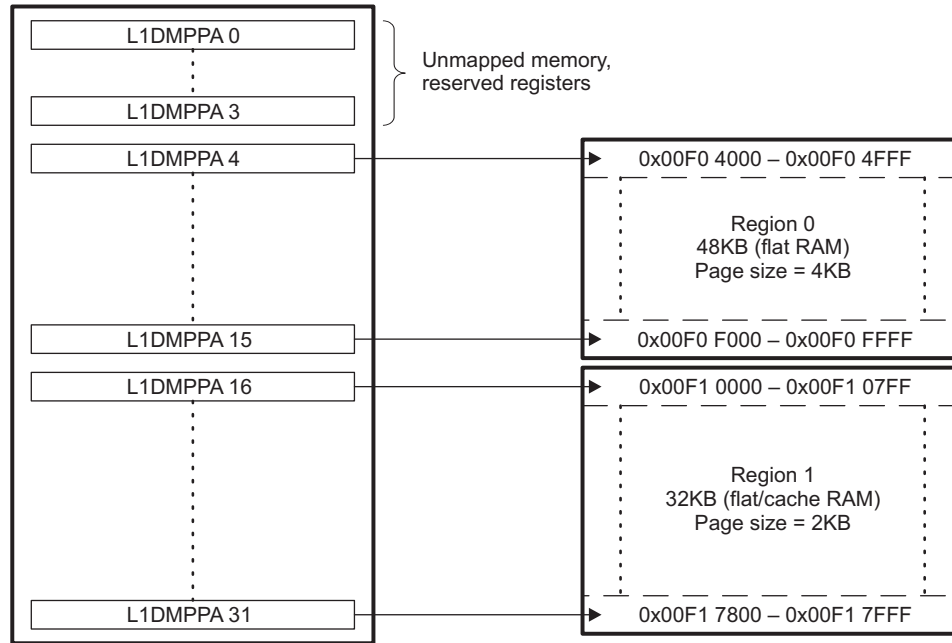 L1DMPPA 0
Unmapped memory,
reserved registers
L1DMPPA 3
L1DMPPA 4
0x00F0 4000 – 0x00F0 4FFF
Region 0
48KB (flat RAM)
Page size = 4KB
L1DMPPA 15
0x00F0 F000 – 0x00F0 FFFF
L1DMPPA 16
0x00F1 0000 – 0x00F1 07FF
Region 1
32KB (flat/cache RAM)
Page size = 2KB
L1DMPPA 31
0x00F1 7800 – 0x00F1 7FFF